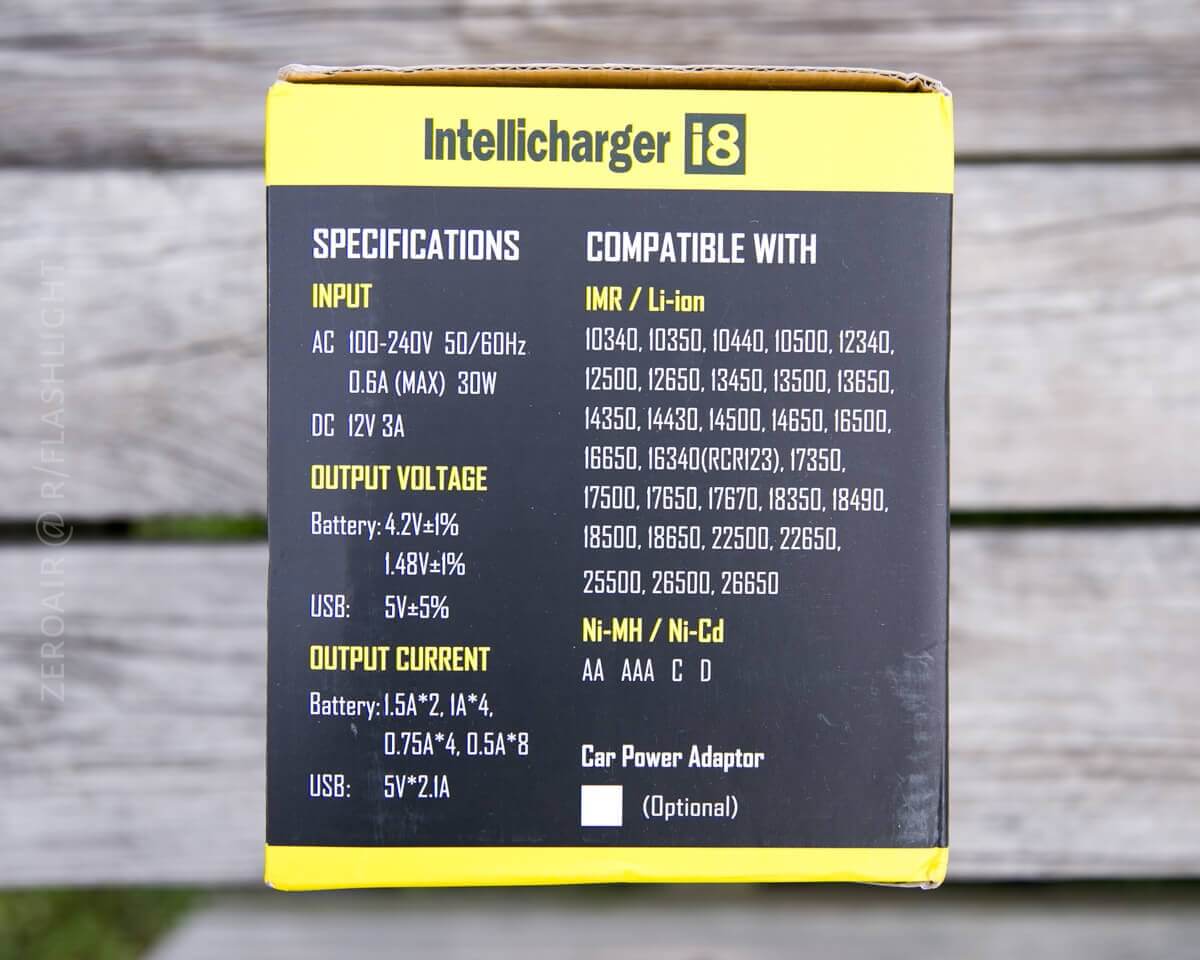 Intellicharger i8
SPECIFICATIONS
INPUT
AC 100-240V 50/60Hz
0.6A (MAX) 30W
DC 12V 3A
OUTPUT VOLTAGE
Battery: 4.2V±1%
1.48V±1%
USB: 5V±5%
OUTPUT CURRENT
Battery: 1.5A*2, 1A*4,
0.75A*4, 0.5A*8
USB: 5V*2.1A
COMPATIBLE WITH
IMR / Li-ion
10340, 10350, 10440, 10500, 12340,
12500, 12650, 13450, 13500, 13650,
14350, 14430, 14500, 14650, 16500,
16650, 16340(RCR123), 17350,
17500, 17650, 17670, 18350, 18490,
18500, 18650, 22500, 22650,
25500, 26500, 26650
Ni-MH / Ni-Cd
AA AAA C D
Car Power Adaptor
(Optional)
ZEROAIR @ R/FLASHLIGHT